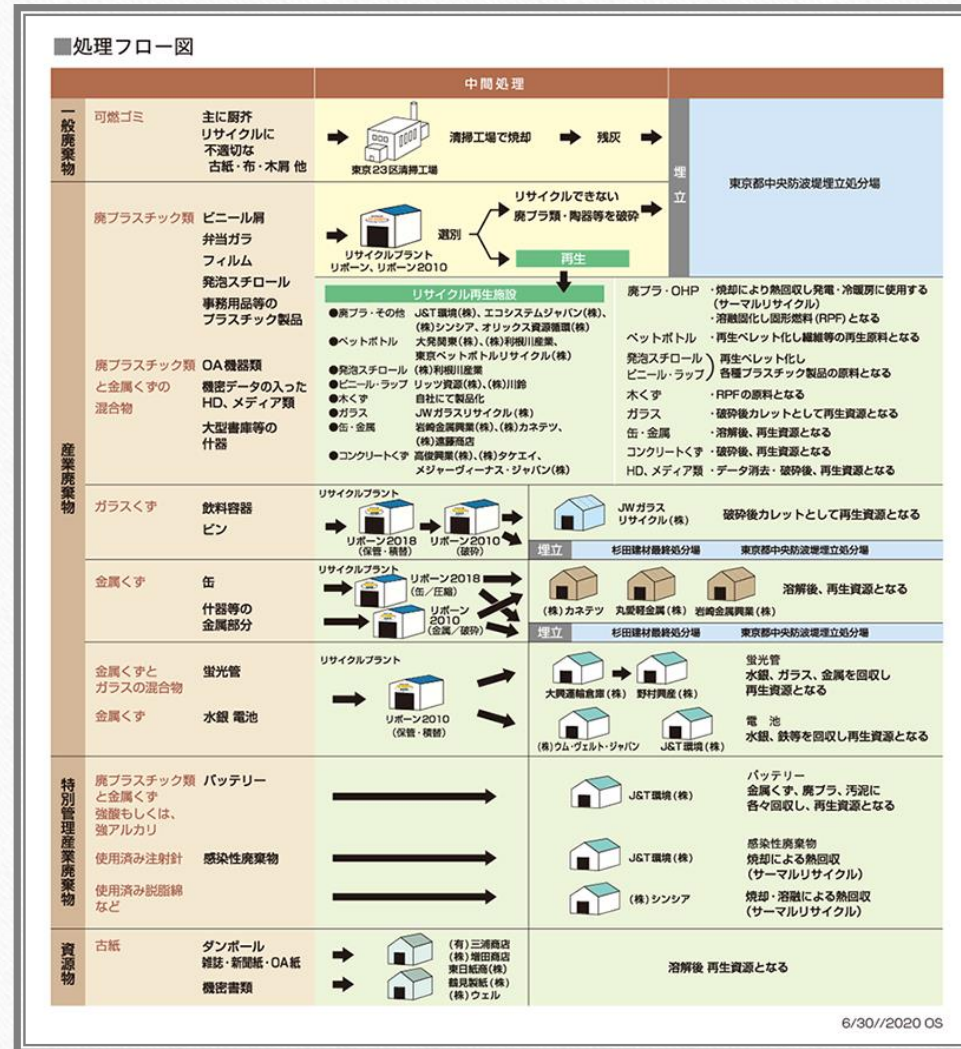 ■処理フロー図
中間処理
一般廃棄物
可燃ゴミ
主に厨芥
リサイクルに
不適切な
古紙・布・木屑 他
東京23区清掃工場
清掃工場で焼却
残灰
埋立
東京都中央防波堤埋立処分場
産業廃棄物
廃プラスチック類
ビニール屑
弁当ガラ
フィルム
発泡スチロール
事務用品等の
プラスチック製品
リサイクルプラント
リボーン、リボーン2010
選別
リサイクルできない
廃プラ類・陶器等を破砕
再生
廃プラスチック類
と金属くずの
混合物
OA機器類
機密データの入った
HD、メディア類
大型書庫等の
什器
リサイクル再生施設
●廃プラ・その他 J&T環境(株)、エコシステムジャパン(株)、
(株)シンシア、オリックス資源循環(株)
●ペットボトル 大発関東(株)、(株)利根川産業、
東京ペットボトルリサイクル(株)
●発泡スチロール (株)利根川産業
●ビニール・ラップ リッツ資源(株)、(株)川鈴
●木くず 自社にて製品化
●ガラス JWガラスリサイクル(株)
●缶・金属 岩崎金属興業(株)、(株)カネテツ、
(株)遠藤商店
●コンクリートくず 高俊興業(株)、(株)タケエイ、
メジャーヴィーナス・ジャパン(株)
廃プラ・OHP ・焼却により熱回収し発電・冷暖房に使用する
(サーマルリサイクル)
・溶融固化し固形燃料(RPF)となる
ペットボトル ・再生ペレット化し繊維等の再生原料となる
発泡スチロール
ビニール・ラップ
再生ペレット化し
各種プラスチック製品の原料となる
木くず ・RPFの原料となる
ガラス ・破砕後カレットとして再生資源となる
缶・金属 ・溶解後、再生資源となる
コンクリートくず ・破砕後、再生資源となる
HD、メディア類 ・データ消去・破砕後、再生資源となる
ガラスくず
飲料容器
ビン
リサイクルプラント
リボーン2018
(保管・積替)
リボーン2010
(破砕)
JWガラス
リサイクル(株)
破砕後カレットとして再生資源となる
埋立 杉田建材最終処分場 東京都中央防波堤埋立処分場
金属くず
缶
什器等の
金属部分
リサイクルプラント
リボーン2018
(缶/圧縮)
リボーン
2010
(金属/破砕)
(株)カネテツ
丸愛軽金属(株)
岩崎金属興業(株)
溶解後、再生資源となる
埋立 杉田建材最終処分場 東京都中央防波堤埋立処分場
金属くずと
ガラスの混合物
蛍光管
金属くず
水銀 電池
リサイクルプラント
リボーン2010
(保管・積替)
大興運輸倉庫(株)
野村興産(株)
蛍光管
水銀、ガラス、金属を回収し
再生資源となる
(株)ウム・ヴェルト・ジャパン
J&T環境(株)
電 池
水銀、鉄等を回収し再生資源となる
特別管理産業廃棄物
廃プラスチック類
と金属くず
強酸もしくは、
強アルカリ
バッテリー
J&T環境(株)
バッテリー
金属くず、廃プラ、汚泥に
各々回収し、再生資源となる
使用済み注射針
感染性廃棄物
J&T環境(株)
感染性廃棄物
焼却による熱回収
(サーマルリサイクル)
使用済み脱脂綿
など
(株)シンシア
焼却・溶融による熱回収
(サーマルリサイクル)
資源物
古紙
ダンボール
雑誌・新聞紙・OA紙
機密書類
(有)三浦商店
(株)増田商店
東日紙商(株)
鶴見製紙(株)
(株)ウェル
溶解後 再生資源となる
6/30//2020 OS